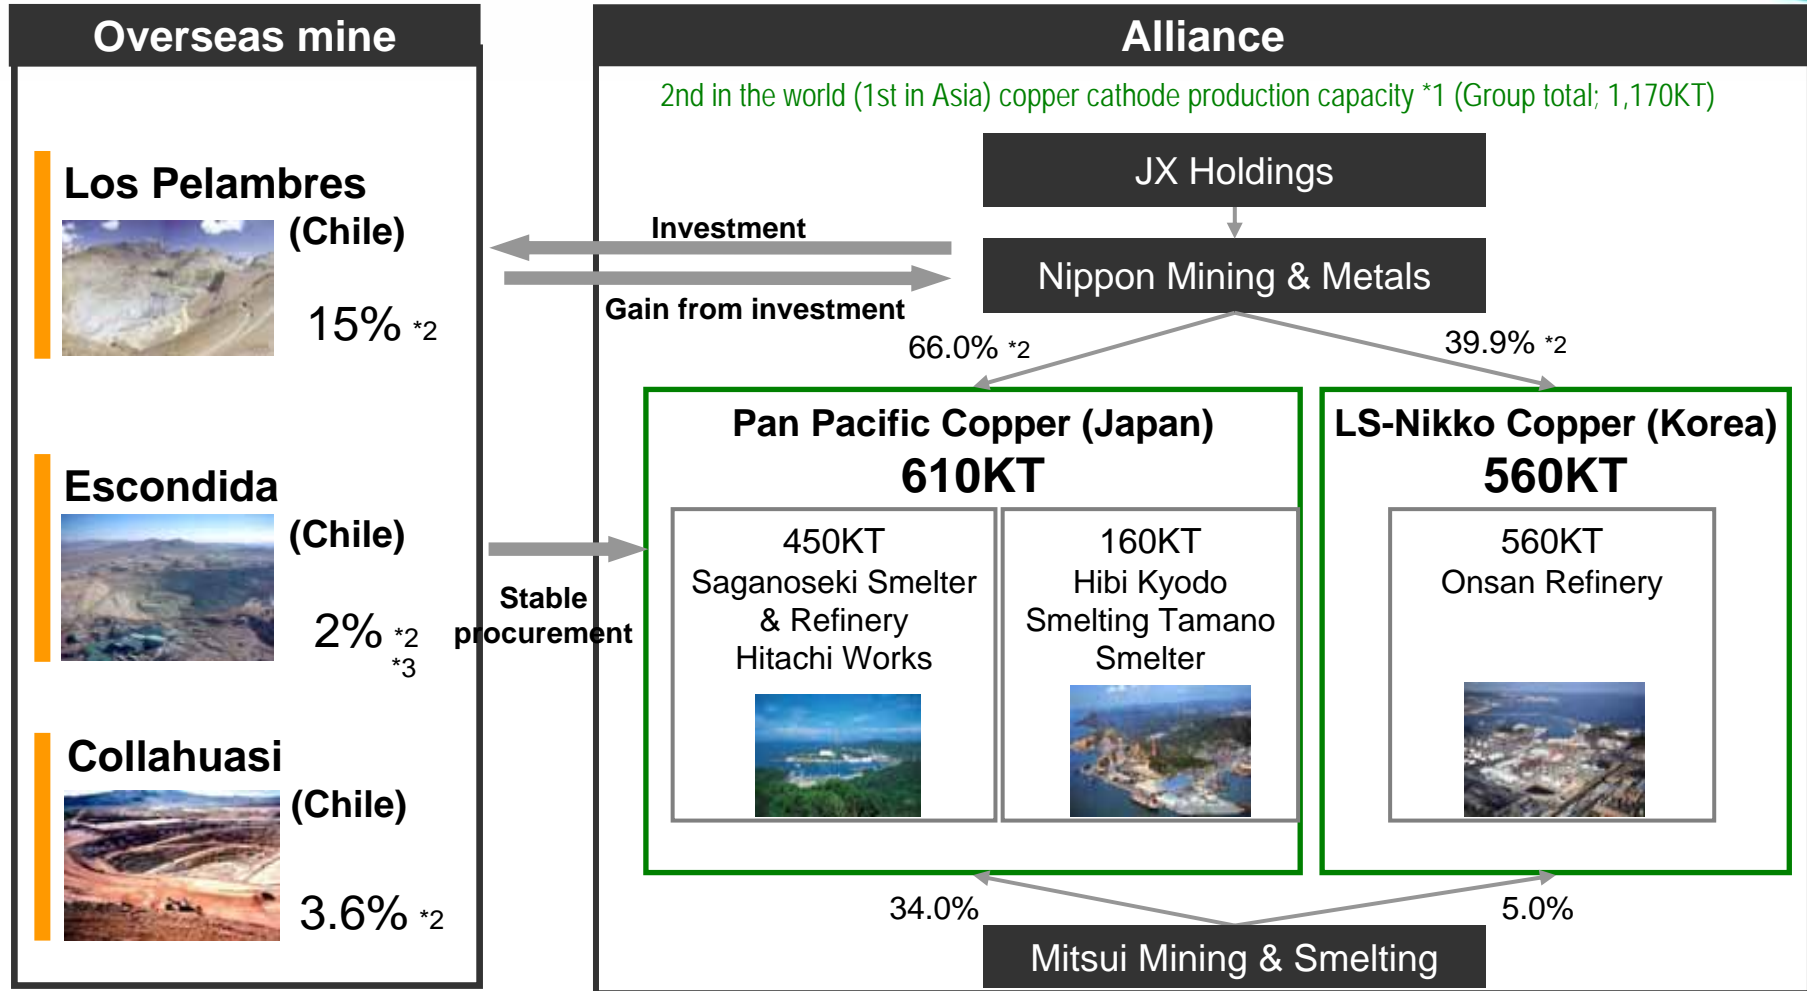 Overseas mine
Los Pelambres
(Chile)
15% *2
Escondida
(Chile)
2% *2
*3
Collahuasi
(Chile)
3.6% *2
Investment
Gain from investment
Stable
procurement
Alliance
2nd in the world (1st in Asia) copper cathode production capacity *1 (Group total; 1,170KT)
JX Holdings
Nippon Mining & Metals
66.0% *2
39.9% *2
Pan Pacific Copper (Japan)
610KT
450KT
Saganoseki Smelter
& Refinery
Hitachi Works
160KT
Hibi Kyodo
Smelting Tamano
Smelter
LS-Nikko Copper (Korea)
560KT
560KT
Onsan Refinery
34.0%
5.0%
Mitsui Mining & Smelting